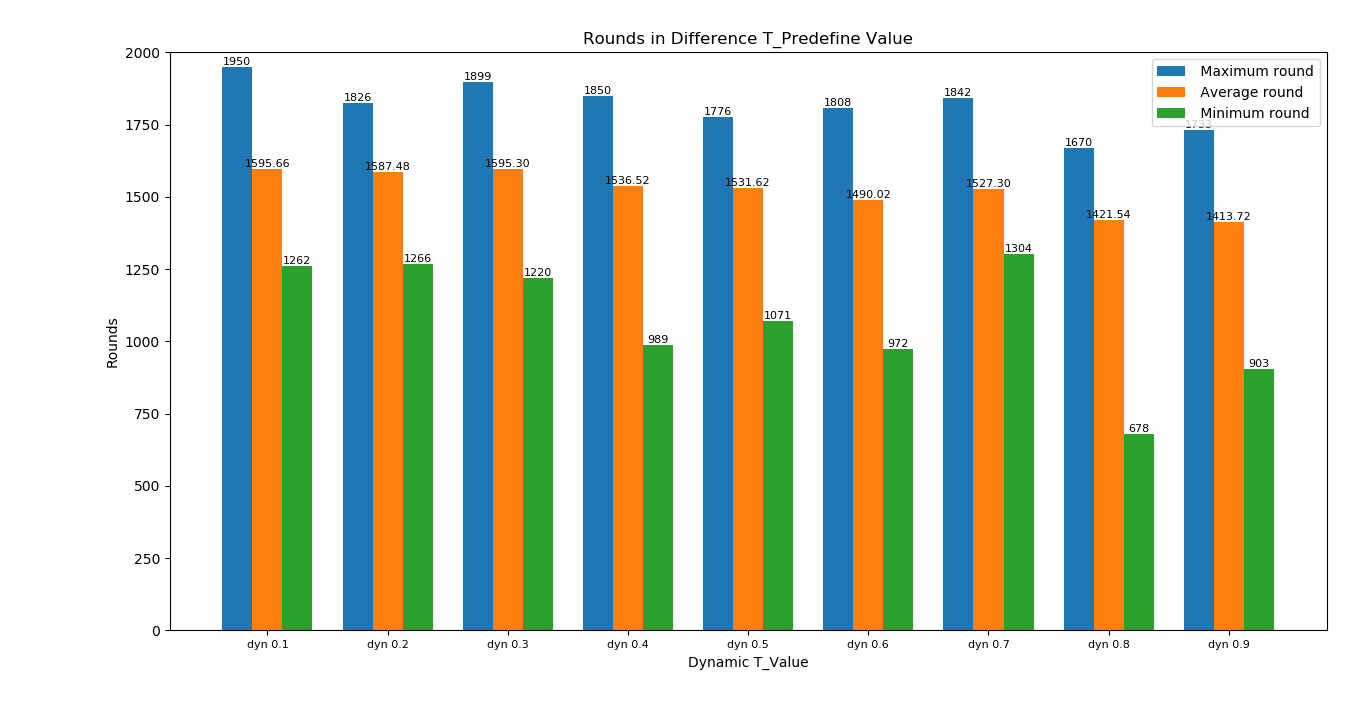 Rounds in Difference T_Predefine Value
Maximum round
Average round
Minimum round
Rounds
2000
1750
1500
1250
1000
750
500
250
0
1950
1595.66
1262
1826
1587.48
1266
1899
1595.30
1220
1850
1536.52
989
1776
1531.62
1071
1808
1490.02
972
1842
1527.30
1304
1670
1421.54
678
1733
1413.72
903
dyn 0.1
dyn 0.2
dyn 0.3
dyn 0.4
dyn 0.5
dyn 0.6
dyn 0.7
dyn 0.8
dyn 0.9
Dynamic T_Value